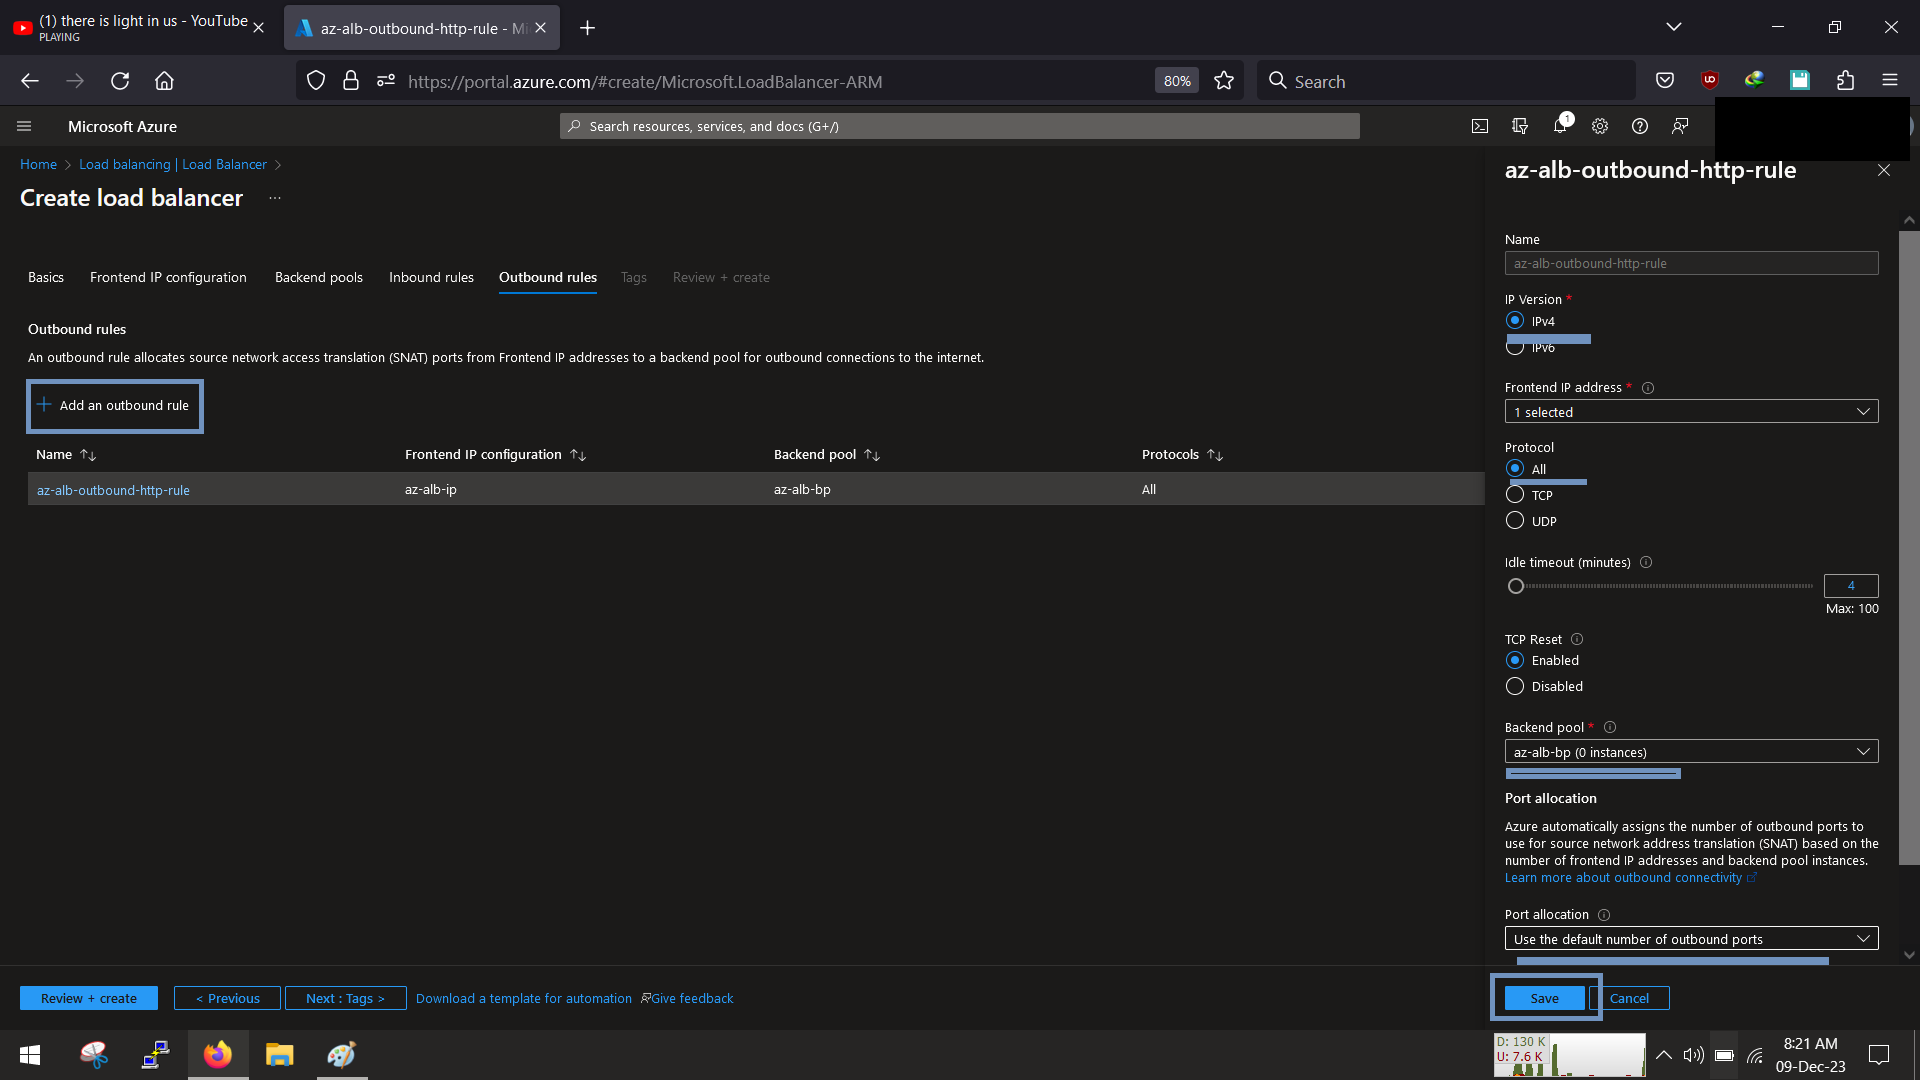 (1) there is light in us - YouTube
PLAYING
az-alb-outbound-http-rule - Mi
https://portal.azure.com/#create/Microsoft.LoadBalancer-ARM
80%
Search
Microsoft Azure
Search resources, services, and docs (G+/)
1
Home > Load balancing | Load Balancer >
Create load balancer ...
Basics
Frontend IP configuration
Backend pools
Inbound rules
Outbound rules
Tags
Review + create
Outbound rules
An outbound rule allocates source network access translation (SNAT) ports from Frontend IP addresses to a backend pool for outbound connections to the internet.
Add an outbound rule
Name
Frontend IP configuration
Backend pool
Protocols
az-alb-outbound-http-rule
az-alb-ip
az-alb-bp
All
Review + create
< Previous
Next : Tags >
Download a template for automation
Give feedback
az-alb-outbound-http-rule
Name
az-alb-outbound-http-rule
IP Version *
IPv4
IPv6
Frontend IP address *
1 selected
Protocol
All
TCP
UDP
Idle timeout (minutes)
4
Max: 100
TCP Reset
Enabled
Disabled
Backend pool *
az-alb-bp (0 instances)
Port allocation
Azure automatically assigns the number of outbound ports to
use for source network address translation (SNAT) based on the
number of frontend IP addresses and backend pool instances.
Learn more about outbound connectivity
Port allocation
Use the default number of outbound ports
Save
Cancel
D: 130 K
U: 7.6 K
8:21 AM
09-Dec-23